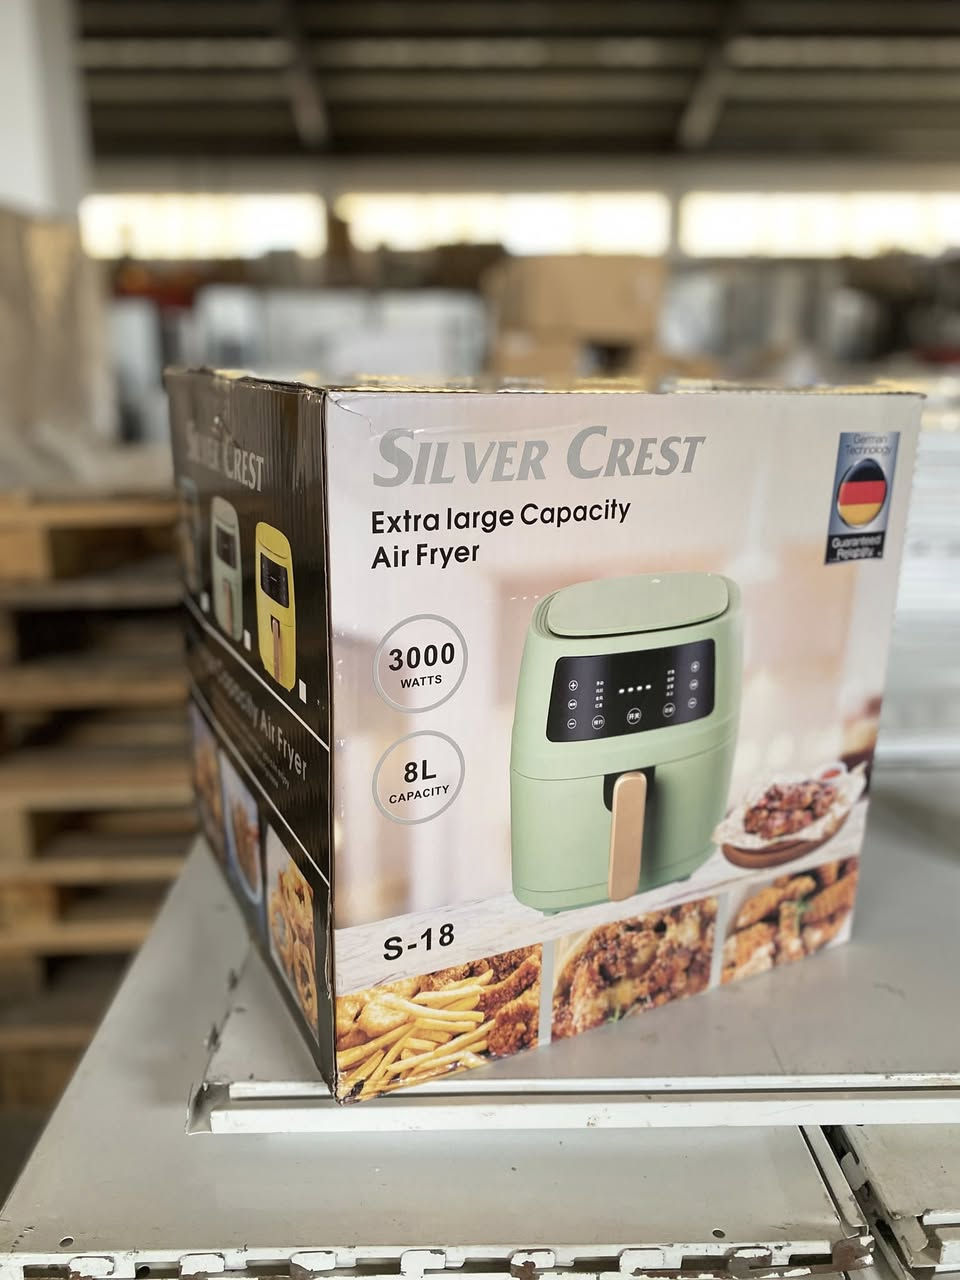 SILVER CREST
Extra large Capacity
Air Fryer
German
Technology
Guaranteed
3000
WATTS
8L
CAPACITY
S-18
SILVER CREST
Capacity Air Fryer